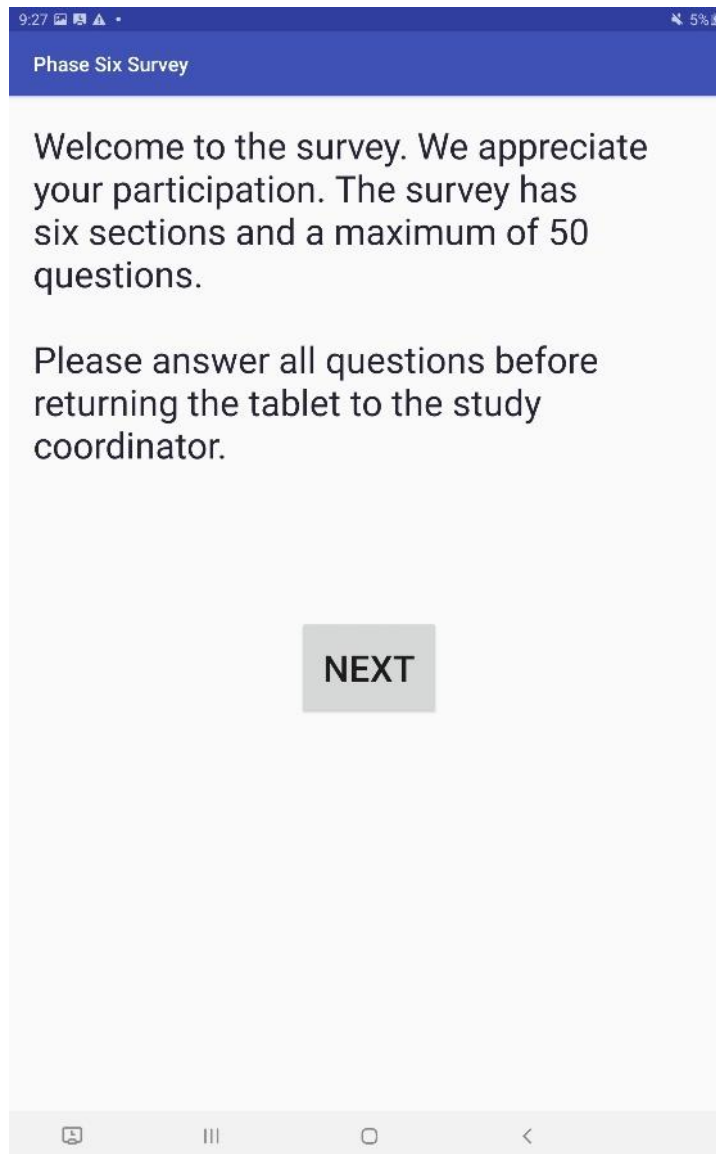 9:27
5%
Phase Six Survey
Welcome to the survey. We appreciate
your participation. The survey has
six sections and a maximum of 50
questions.
Please answer all questions before
returning the tablet to the study
coordinator.
NEXT